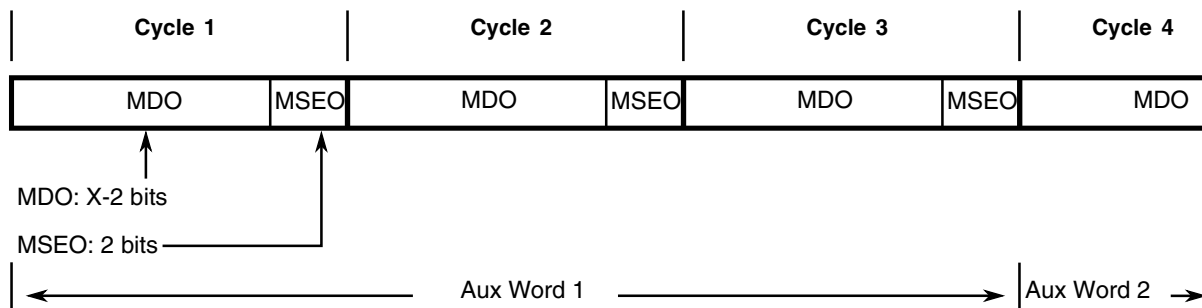 Cycle 1 Cycle 2 Cycle 3 Cycle 4
MDO MSEO MDO MSEO MDO MSEO MDO
MDO: X-2 bits
MSEO: 2 bits
Aux Word 1 Aux Word 2